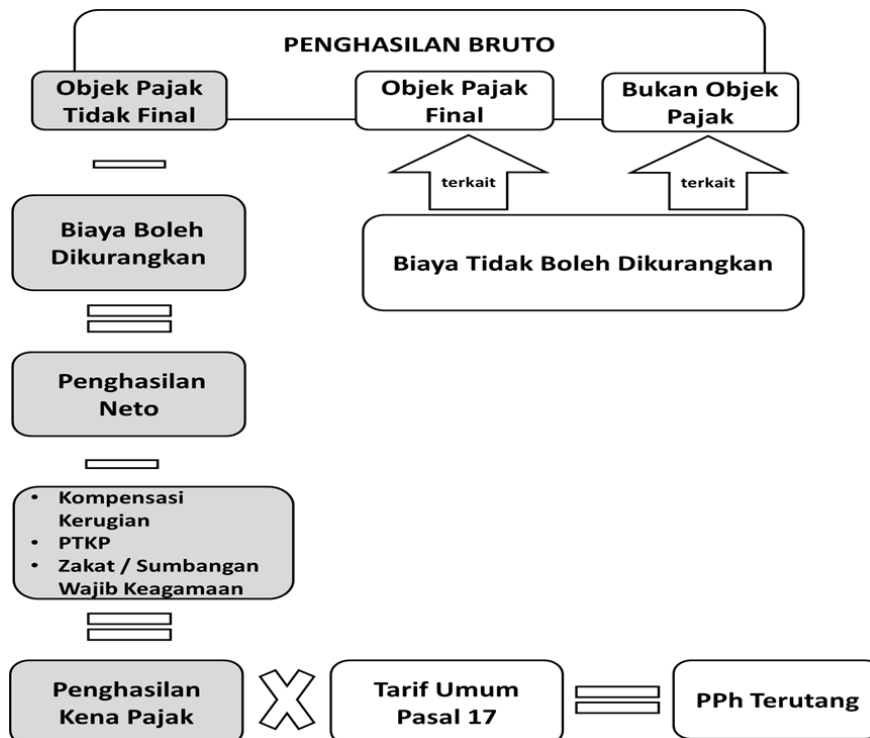 PENGHASILAN BRUTO
Objek Pajak
Tidak Final
Objek Pajak
Final
Bukan Objek
Pajak
terkait
terkait
Biaya Boleh
Dikurangkan
Biaya Tidak Boleh Dikurangkan
Penghasilan
Neto
• Kompensasi
Kerugian
• PTKP
• Zakat / Sumbangan
Wajib Keagamaan
Penghasilan
Kena Pajak
Tarif Umum
Pasal 17
PPh Terutang